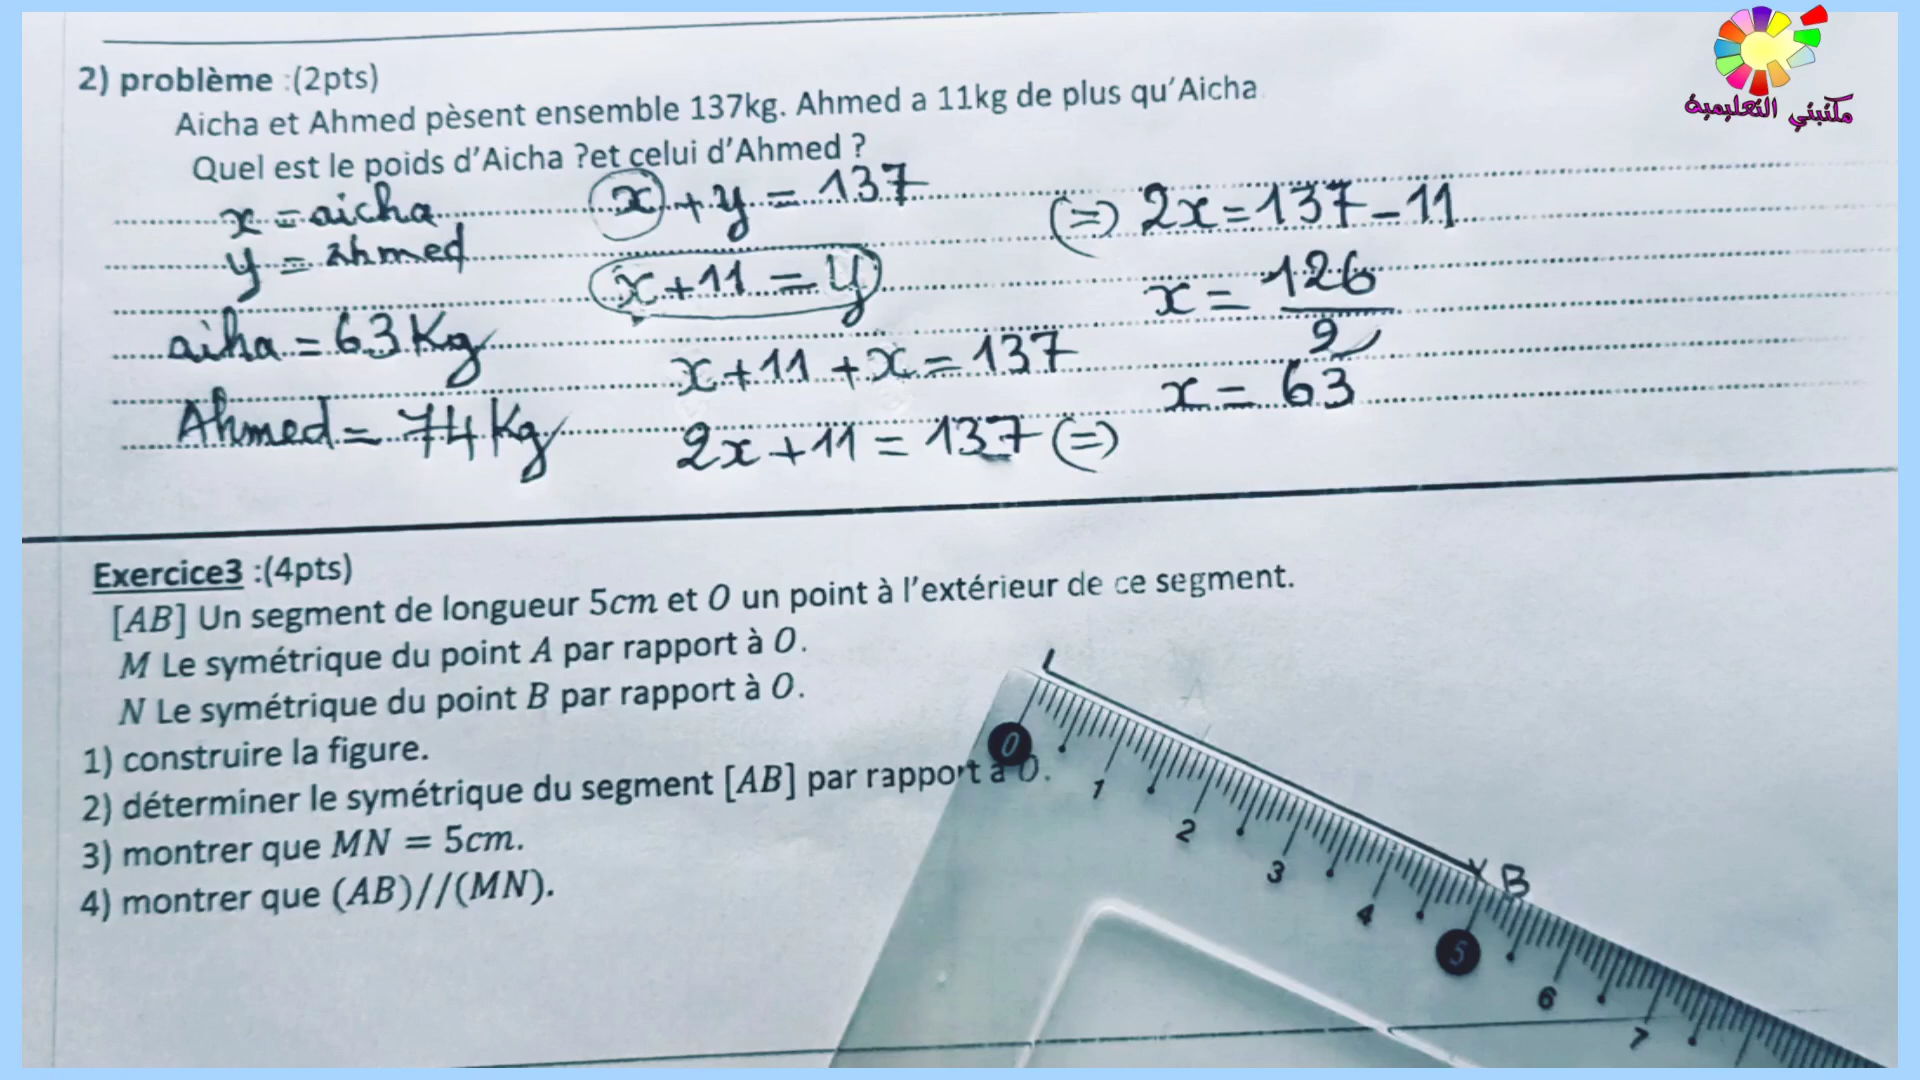 مكتبتي التعليمية
2) problème :(2pts)
Aicha et Ahmed pèsent ensemble 137kg. Ahmed a 11kg de plus qu'Aicha
Quel est le poids d'Aicha ?et celui d'Ahmed ?
x = aicha
y = ahmed
aiha = 63 Kg
Ahmed = 74 Kg
x + y = 137
x + 11 = y
x + 11 + x = 137
2x + 11 = 137 (=)
(=) 2x = 137 - 11
x = 126
2
x = 63
Exercice3 :(4pts)
[AB] Un segment de longueur 5cm et O un point à l'extérieur de ce segment.
M Le symétrique du point A par rapport à O.
N Le symétrique du point B par rapport à O.
1) construire la figure.
2) déterminer le symétrique du segment [AB] par rapport à O.
3) montrer que MN = 5cm.
4) montrer que (AB)//(MN).
A
B
0 1 2 3 4 5 6 7